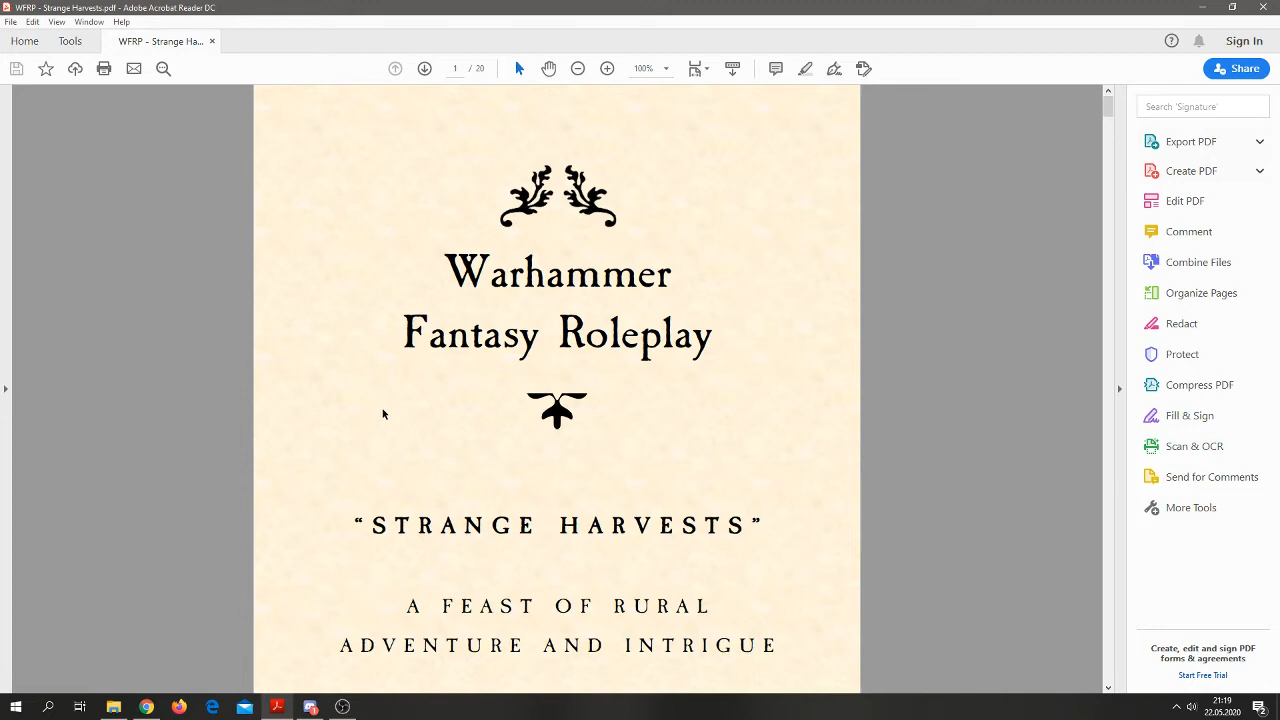 WFRP - Strange Harvests.pdf - Adobe Acrobat Reader DC
File Edit View Window Help
Home Tools WFRP - Strange Ha... × Sign In
1 / 20 100% Share
Warhammer
Fantasy Roleplay
“STRANGE HARVESTS”
A FEAST OF RURAL
ADVENTURE AND INTRIGUE
Search 'Signature'
Export PDF
Create PDF
Edit PDF
Comment
Combine Files
Organize Pages
Redact
Protect
Compress PDF
Fill & Sign
Scan & OCR
Send for Comments
More Tools
Create, edit and sign PDF
forms & agreements
Start Free Trial
21:19
22.05.2020
2